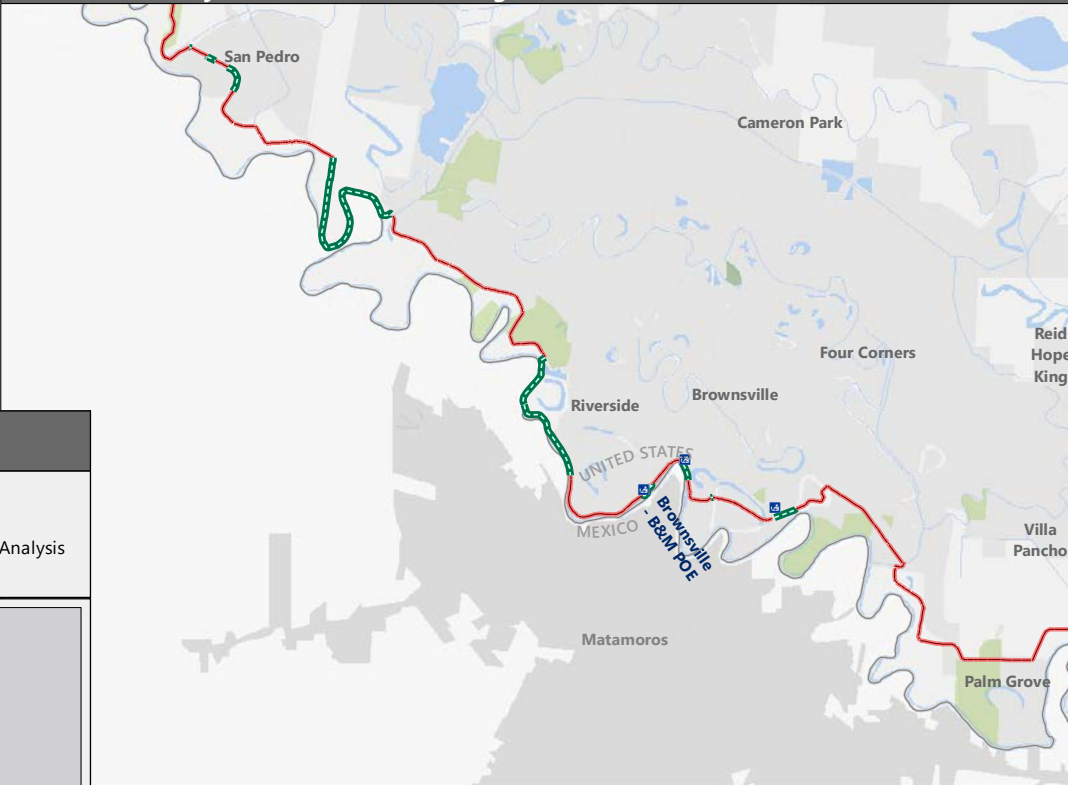 San Pedro
Cameron Park
Reid
Hope
King
Four Corners
Brownsville
Riverside
UNITED STATES
MEXICO
Brownsville
- B&M POE
Analysis
Villa
Pancho
Matamoros
Palm Grove